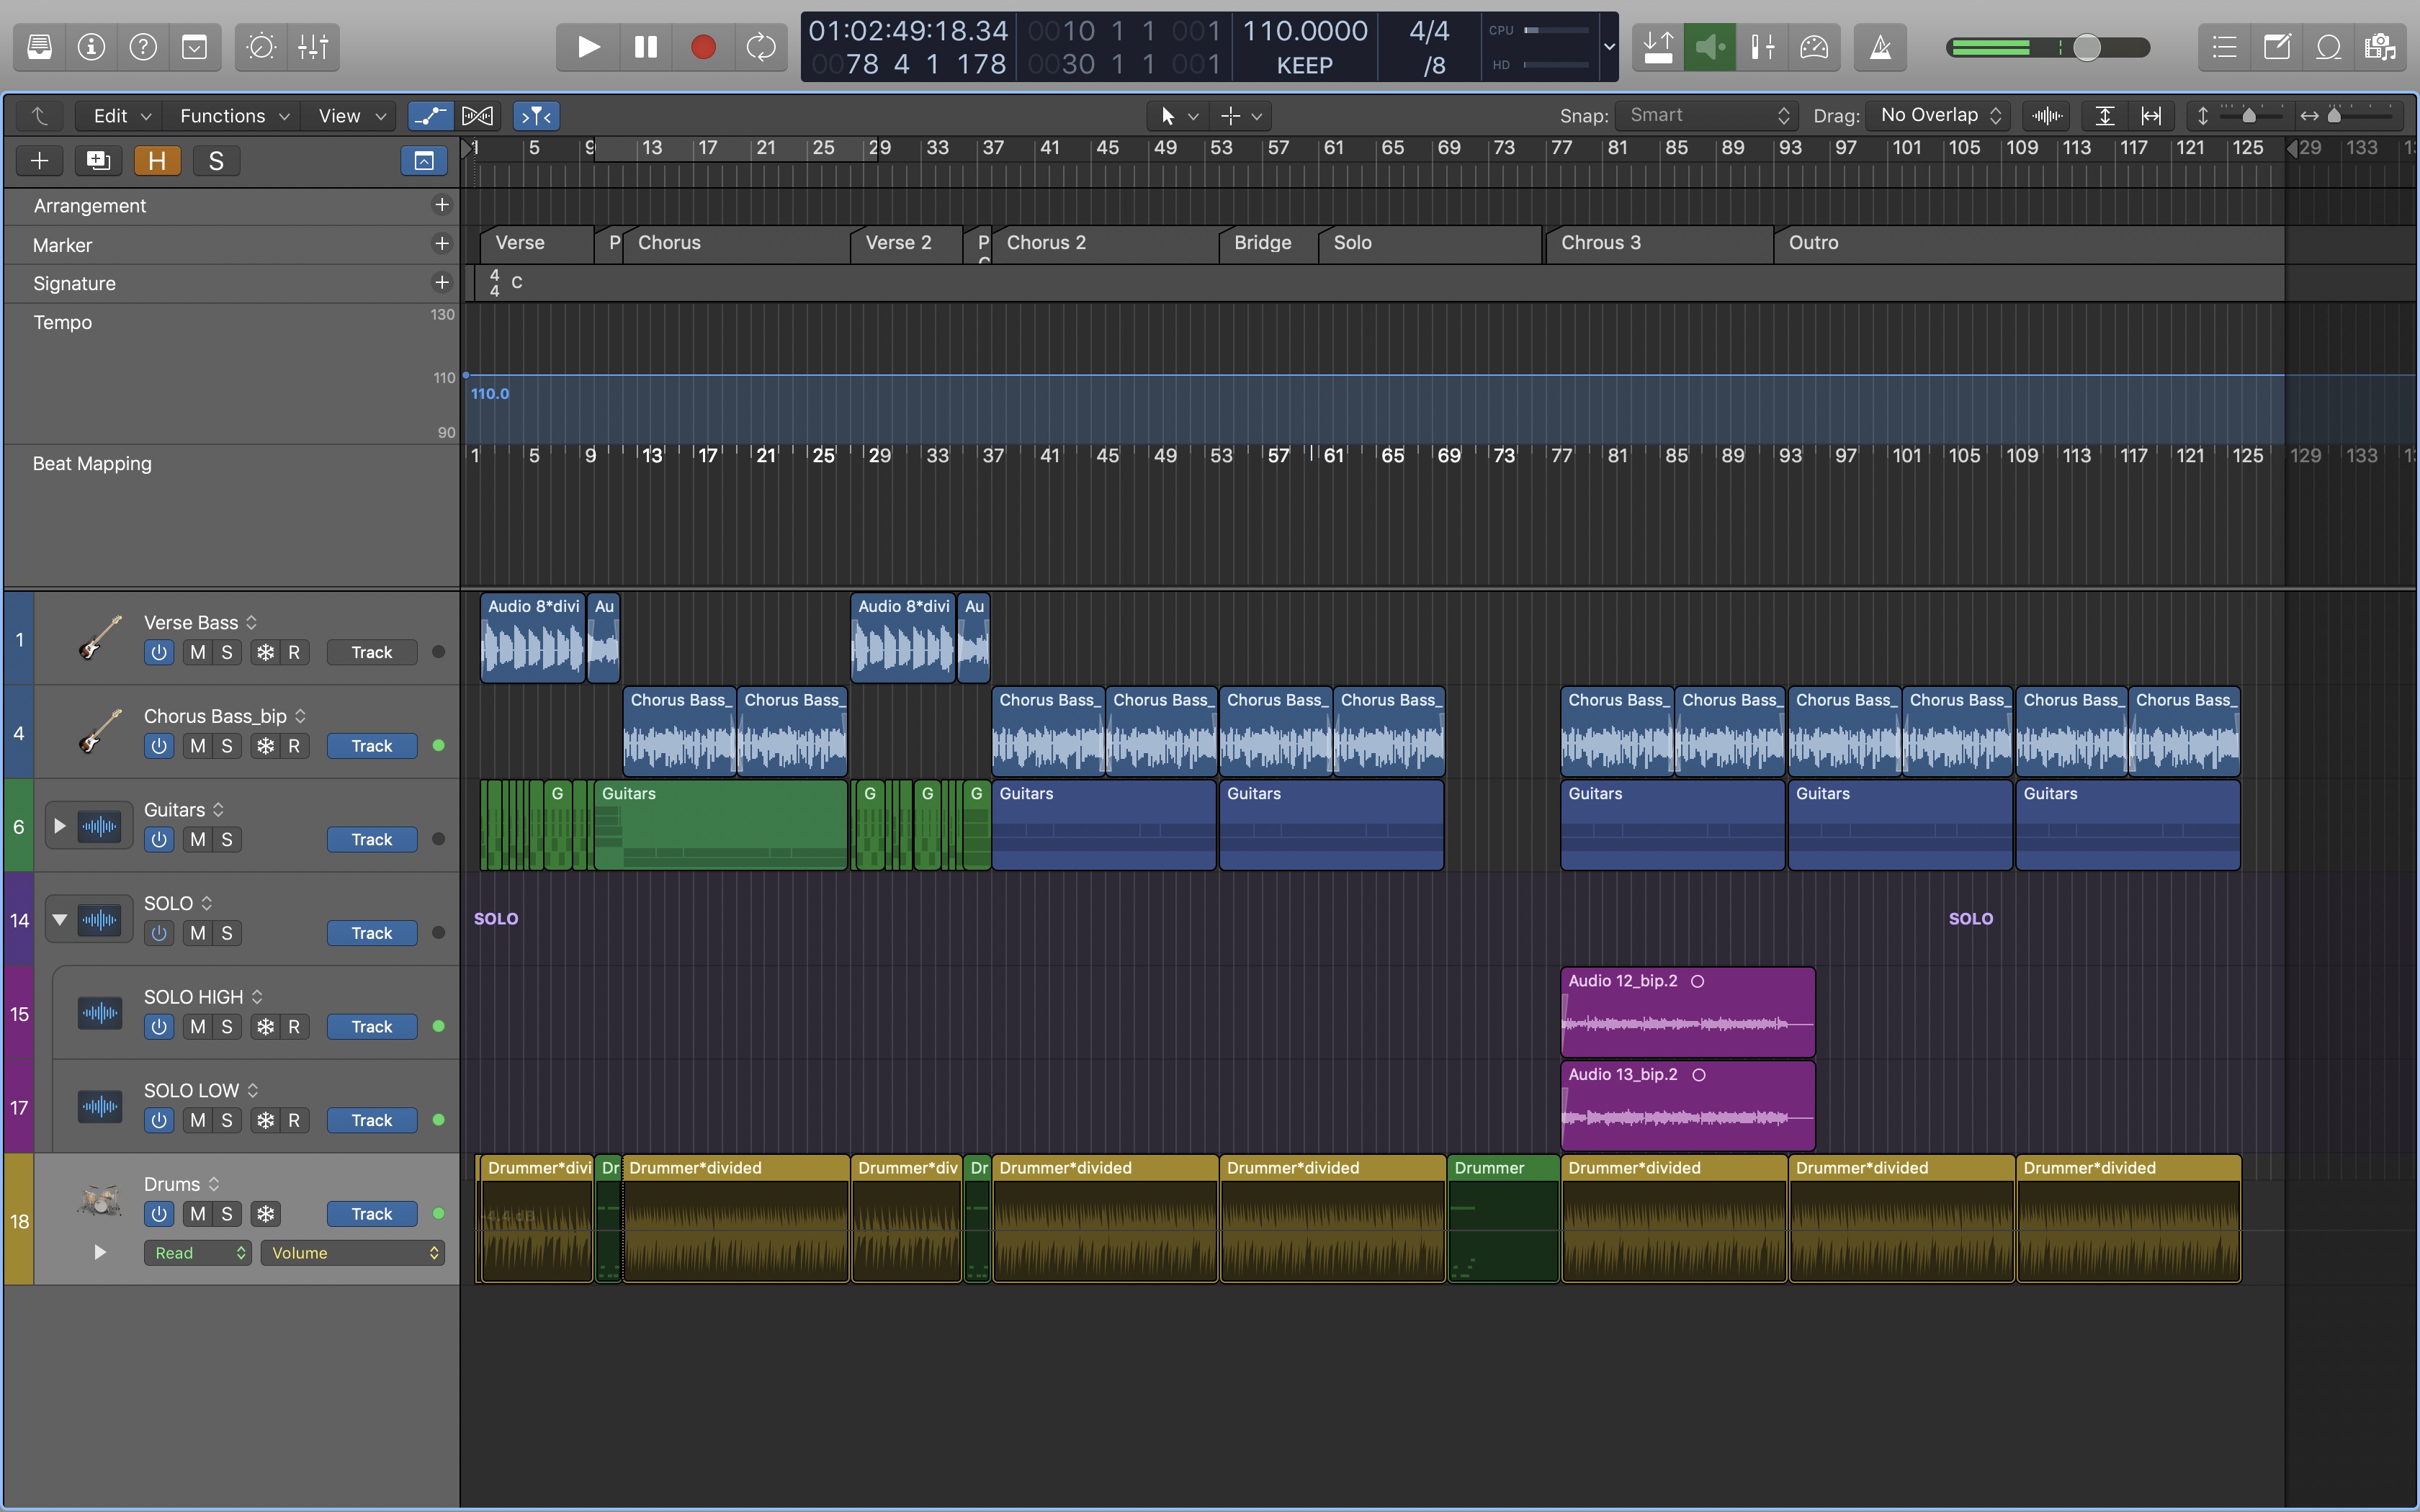 01:02:49:18.34 0010 1 1 001 110.0000 4/4 CPU
0078 4 1 178 0030 1 1 001 KEEP /8 HD
Edit Functions View Snap: Smart Drag: No Overlap
H S 1 5 9 13 17 21 25 29 33 37 41 45 49 53 57 61 65 69 73 77 81 85 89 93 97 101 105 109 113 117 121 125 129 133
Arrangement
Marker Verse P Chorus Verse 2 P Chorus 2 Bridge Solo Chrous 3 Outro
Signature 4 4 C
Tempo 130
110
110.0
90
Beat Mapping 1 5 9 13 17 21 25 29 33 37 41 45 49 53 57 61 65 69 73 77 81 85 89 93 97 101 105 109 113 117 121 125 129 133
Audio 8*divi Au Audio 8*divi Au
1 Verse Bass
M S R Track
Chorus Bass_ Chorus Bass_ Chorus Bass_ Chorus Bass_ Chorus Bass_ Chorus Bass_ Chorus Bass_ Chorus Bass_ Chorus Bass_ Chorus Bass_ Chorus Bass_ Chorus Bass_
4 Chorus Bass_bip
M S R Track
G Guitars G G G Guitars Guitars Guitars Guitars Guitars
6 Guitars
M S Track
14 SOLO
SOLO SOLO
M S Track
Audio 12_bip.2
15 SOLO HIGH
M S R Track
Audio 13_bip.2
17 SOLO LOW
M S R Track
Drummer*divi Dr Drummer*divided Drummer*div Dr Drummer*divided Drummer*divided Drummer Drummer*divided Drummer*divided Drummer*divided
18 Drums
M S Track
-4.4 dB
Read Volume